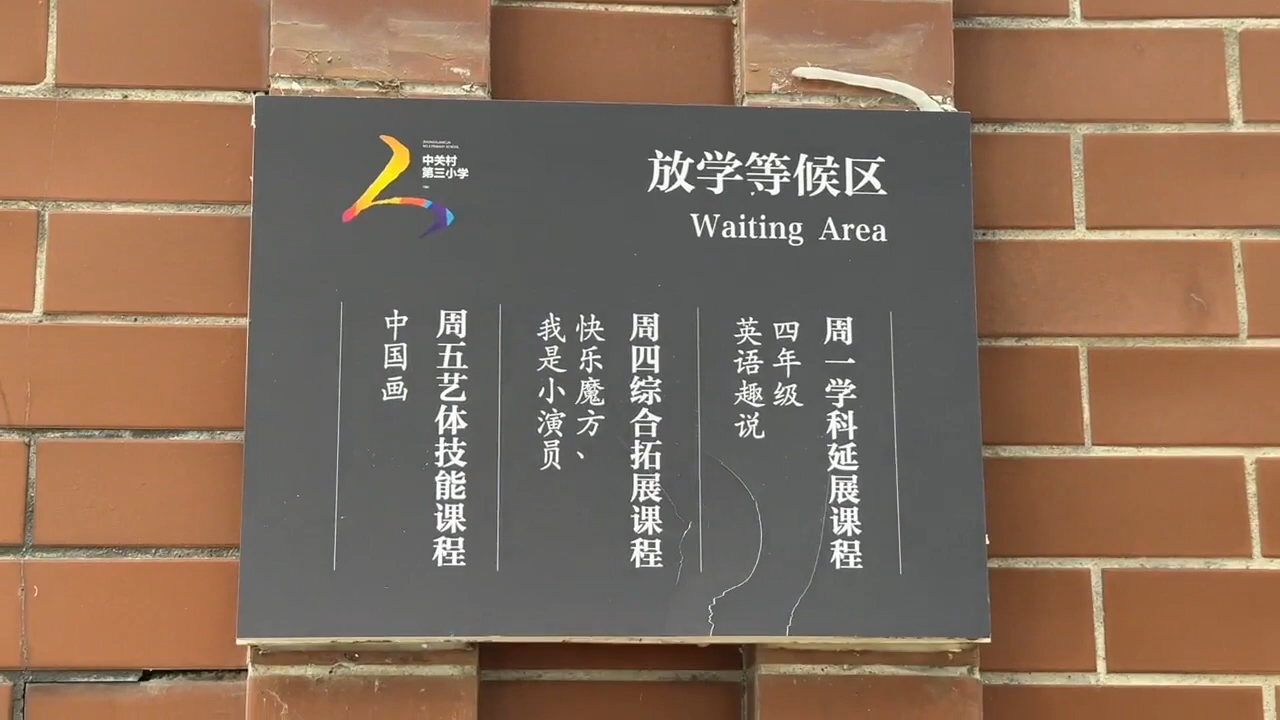 中关村
第三小学
放学等候区
Waiting Area
周一学科延展课程
四年级
英语趣说
周四综合拓展课程
快乐魔方、
我是小演员
周五艺体技能课程
中国画